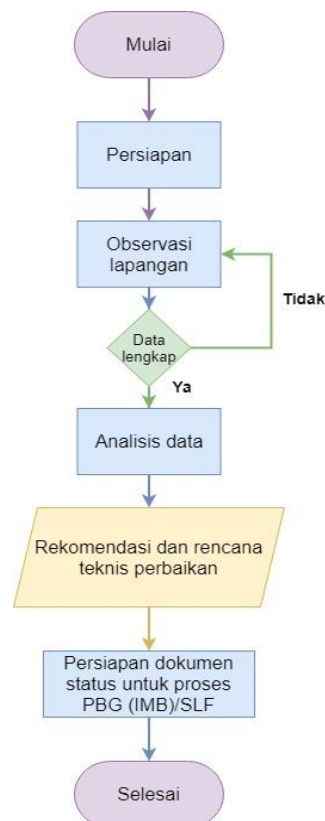 Mulai
Persiapan
Observasi
lapangan
Tidak
Data
lengkap
Ya
Analisis data
Rekomendasi dan rencana
teknis perbaikan
Persiapan dokumen
status untuk proses
PBG (IMB)/SLF
Selesai